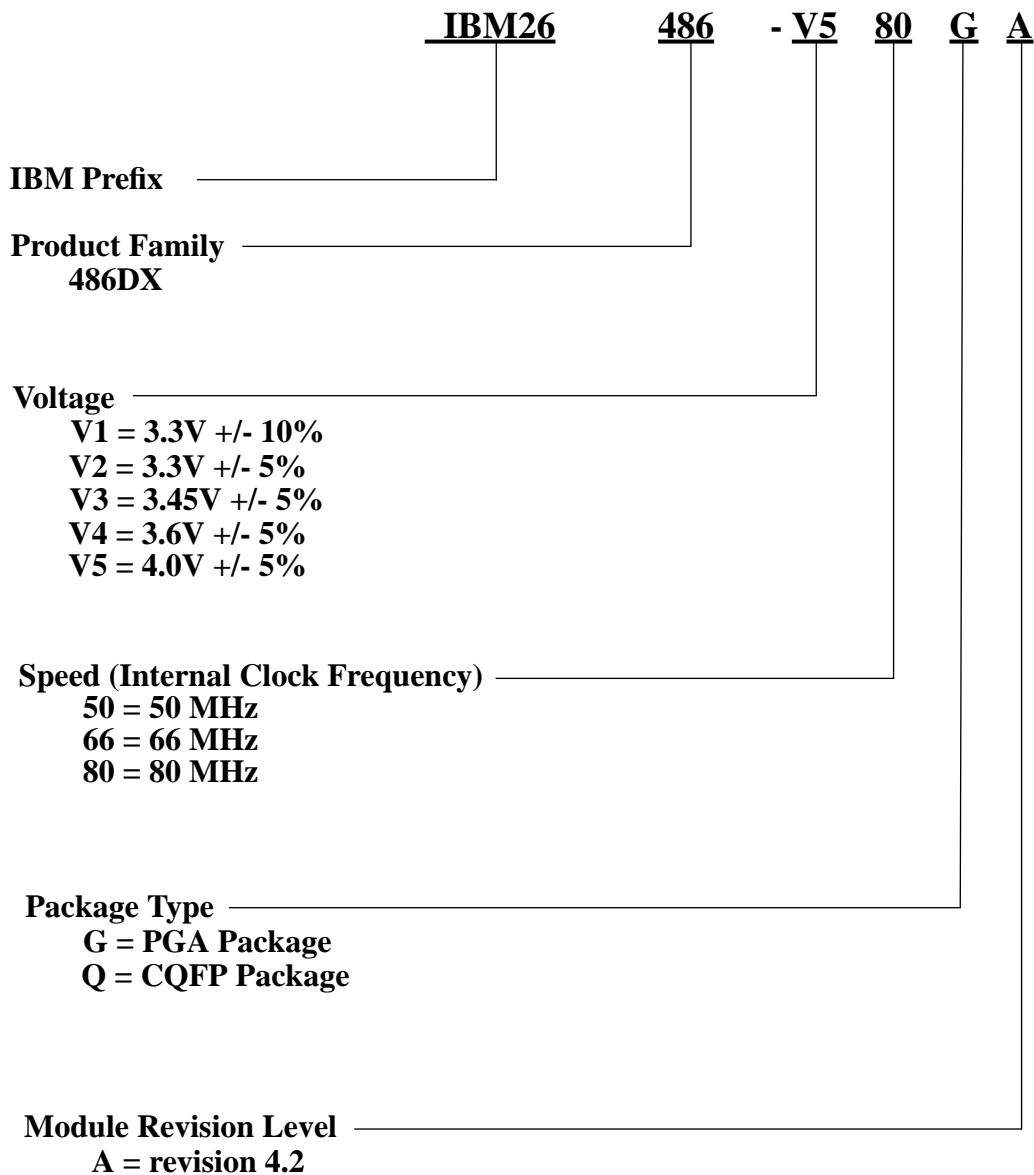 IBM26 486 - V5 80 G A
IBM Prefix
Product Family
486DX
Voltage
V1 = 3.3V +/- 10%
V2 = 3.3V +/- 5%
V3 = 3.45V +/- 5%
V4 = 3.6V +/- 5%
V5 = 4.0V +/- 5%
Speed (Internal Clock Frequency)
50 = 50 MHz
66 = 66 MHz
80 = 80 MHz
Package Type
G = PGA Package
Q = CQFP Package
Module Revision Level
A = revision 4.2